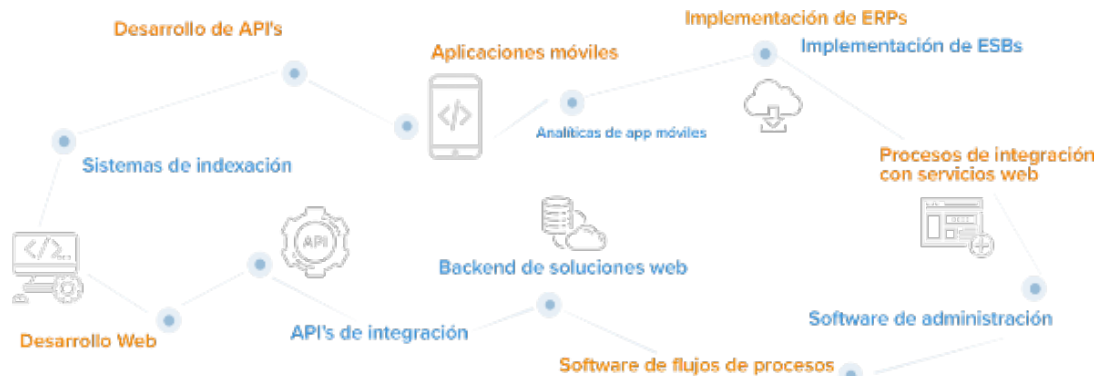 Implementación de ERPs
Desarrollo de API's
Implementación de ESBs
Aplicaciones móviles
</>
Analíticas de app móviles
Sistemas de indexación
Procesos de integración
con servicios web
</>
API
Backend de soluciones web
Software de administración
API's de integración
Desarrollo Web
Software de flujos de procesos